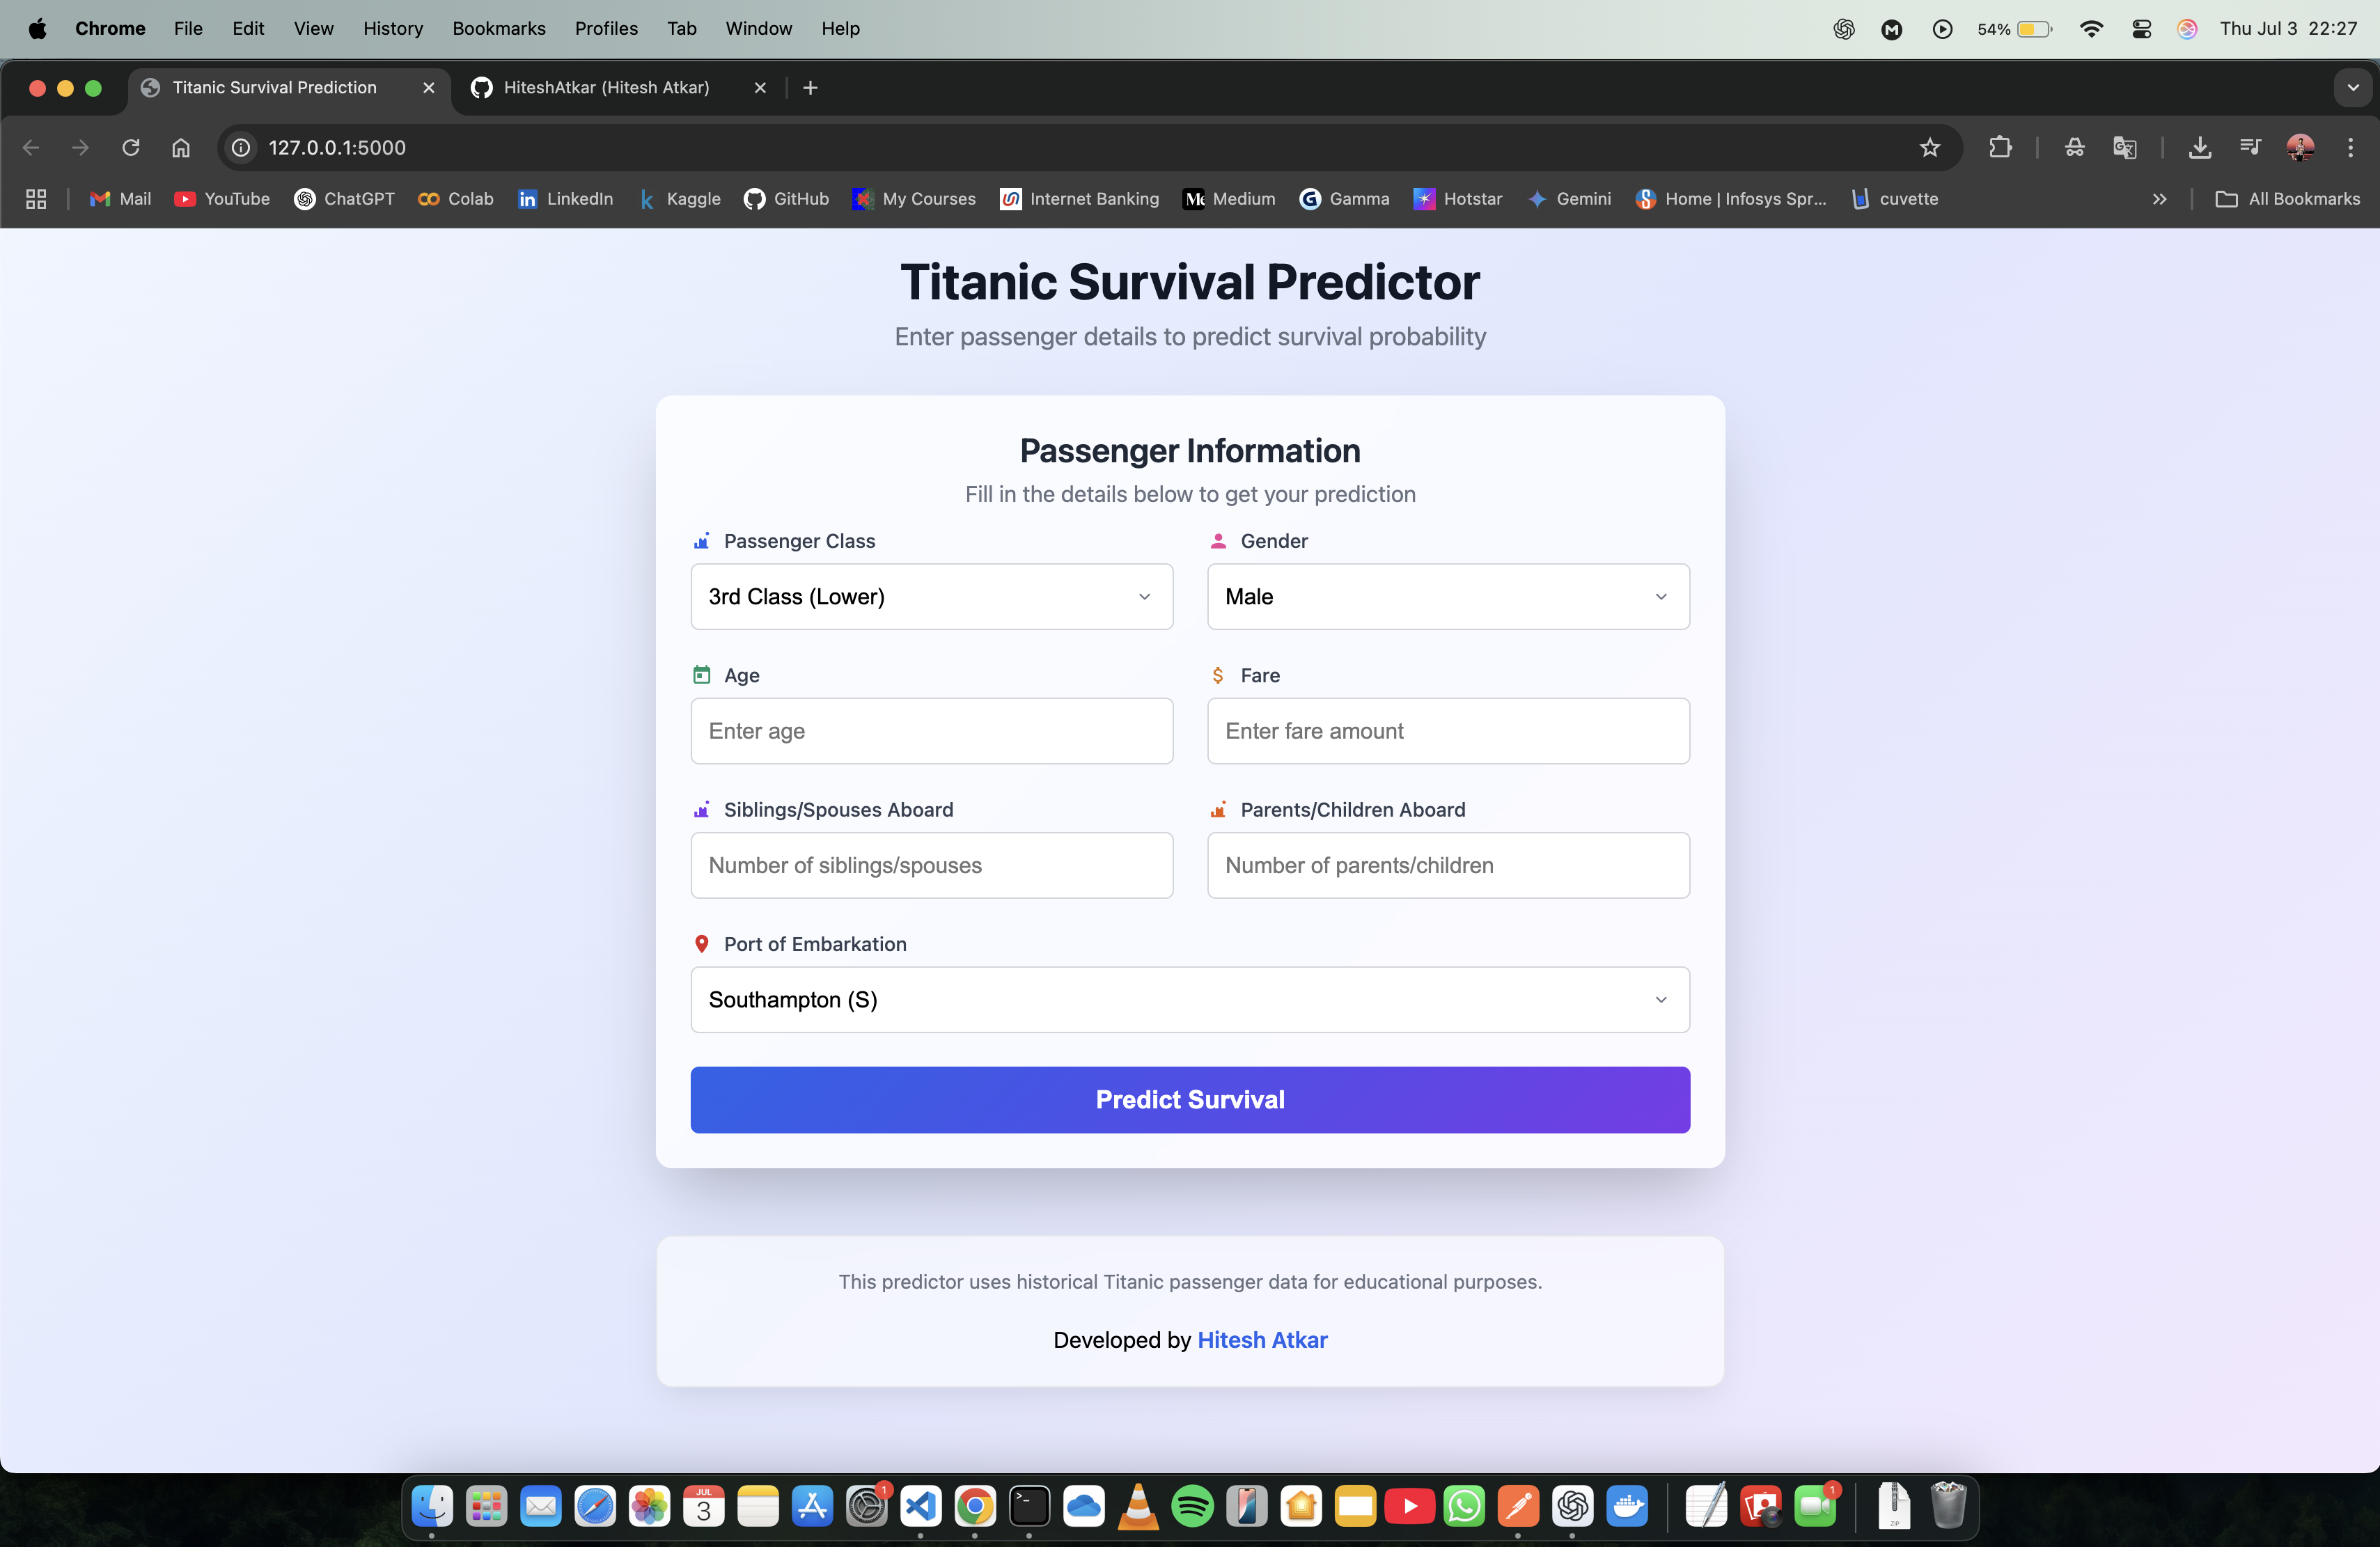 Chrome File Edit View History Bookmarks Profiles Tab Window Help 54% Thu Jul 3 22:27
Titanic Survival Prediction HiteshAtkar (Hitesh Atkar)
127.0.0.1:5000
Mail YouTube ChatGPT Colab LinkedIn Kaggle GitHub My Courses Internet Banking Medium Gamma Hotstar Gemini Home | Infosys Spr... cuvette All Bookmarks
Titanic Survival Predictor
Enter passenger details to predict survival probability
Passenger Information
Fill in the details below to get your prediction
Passenger Class Gender
3rd Class (Lower) Male
Age Fare
Enter age Enter fare amount
Siblings/Spouses Aboard Parents/Children Aboard
Number of siblings/spouses Number of parents/children
Port of Embarkation
Southampton (S)
Predict Survival
This predictor uses historical Titanic passenger data for educational purposes.
Developed by Hitesh Atkar
JUL 1 1
3
ZIP